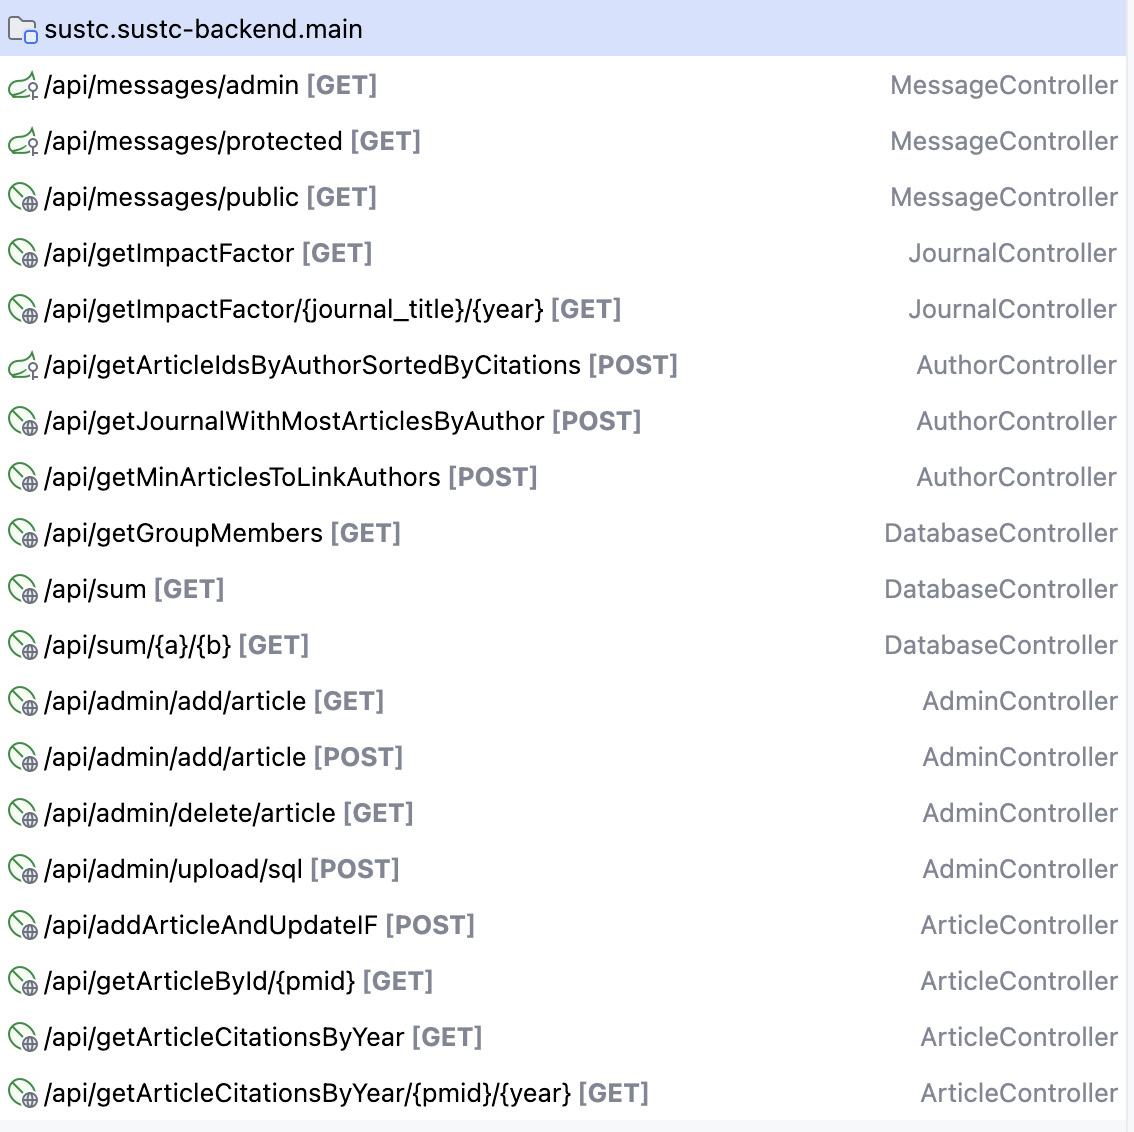 sustc.sustc-backend.main
/api/messages/admin [GET] MessageController
/api/messages/protected [GET] MessageController
/api/messages/public [GET] MessageController
/api/getImpactFactor [GET] JournalController
/api/getImpactFactor/{journal_title}/{year} [GET] JournalController
/api/getArticleIdsByAuthorSortedByCitations [POST] AuthorController
/api/getJournalWithMostArticlesByAuthor [POST] AuthorController
/api/getMinArticlesToLinkAuthors [POST] AuthorController
/api/getGroupMembers [GET] DatabaseController
/api/sum [GET] DatabaseController
/api/sum/{a}/{b} [GET] DatabaseController
/api/admin/add/article [GET] AdminController
/api/admin/add/article [POST] AdminController
/api/admin/delete/article [GET] AdminController
/api/admin/upload/sql [POST] AdminController
/api/addArticleAndUpdateIF [POST] ArticleController
/api/getArticleById/{pmid} [GET] ArticleController
/api/getArticleCitationsByYear [GET] ArticleController
/api/getArticleCitationsByYear/{pmid}/{year} [GET] ArticleController